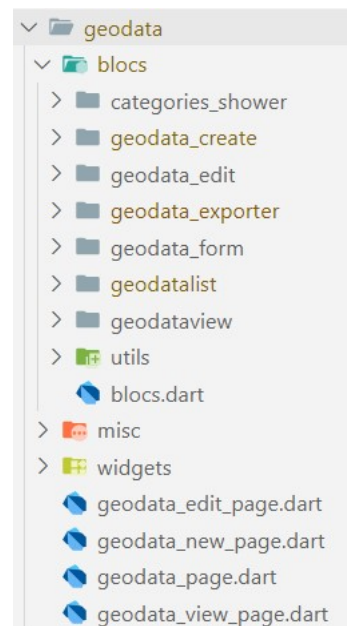 geodata
blocs
categories_shower
geodata_create
geodata_edit
geodata_exporter
geodata_form
geodatalist
geodataview
utils
blocs.dart
misc
widgets
geodata_edit_page.dart
geodata_new_page.dart
geodata_page.dart
geodata_view_page.dart